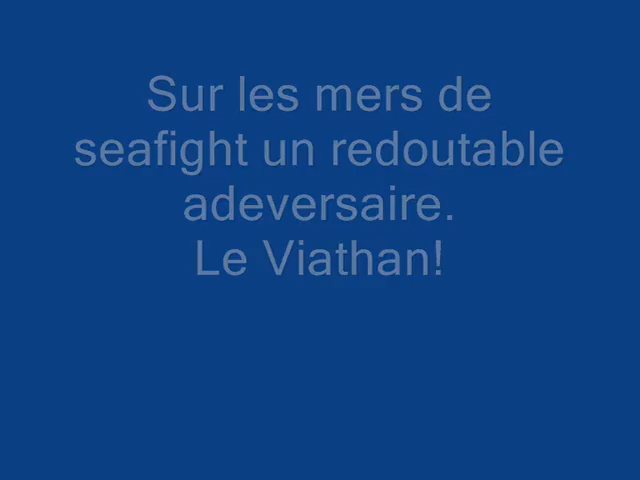 Sur les mers de
seafight un redoutable
adeversaire.
Le Viathan!